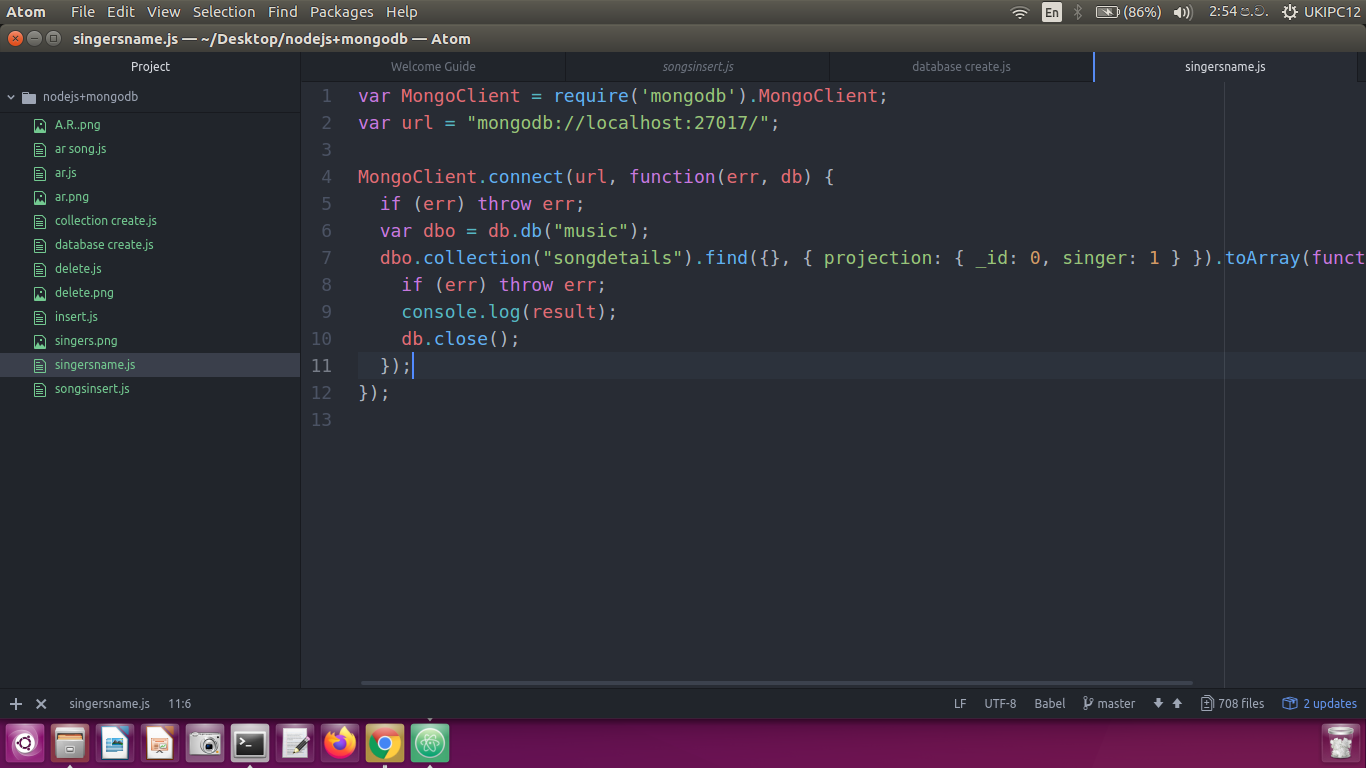 Atom File Edit View Selection Find Packages Help En (86%) 2:54 ප.ව. UKIPC12
singersname.js — ~/Desktop/nodejs+mongodb — Atom
Project
nodejs+mongodb
A.R..png
ar song.js
ar.js
ar.png
collection create.js
database create.js
delete.js
delete.png
insert.js
singers.png
singersname.js
songsinsert.js
Welcome Guide songsinsert.js database create.js singersname.js
1 var MongoClient = require('mongodb').MongoClient;
2 var url = "mongodb://localhost:27017/";
3
4 MongoClient.connect(url, function(err, db) {
5 if (err) throw err;
6 var dbo = db.db("music");
7 dbo.collection("songdetails").find({}, { projection: { _id: 0, singer: 1 } }).toArray(funct
8 if (err) throw err;
9 console.log(result);
10 db.close();
11 });
12 });
13
singersname.js 11:6 LF UTF-8 Babel master 708 files 2 updates